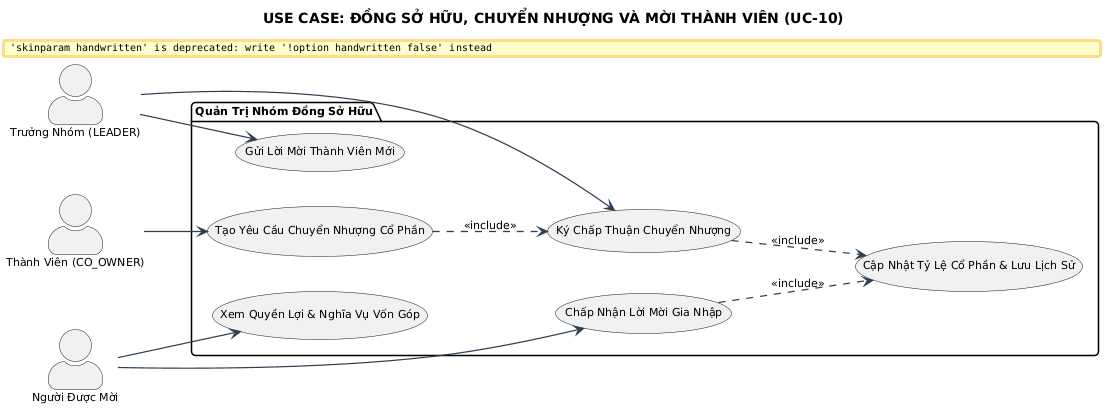 USE CASE: ĐỒNG SỞ HỮU, CHUYỂN NHƯỢNG VÀ MỜI THÀNH VIÊN (UC-10)
'skinparam handwritten' is deprecated: write '!option handwritten false' instead
Trưởng Nhóm (LEADER)
Quản Trị Nhóm Đồng Sở Hữu
Gửi Lời Mời Thành Viên Mới
Thành Viên (CO_OWNER)
Tạo Yêu Cầu Chuyển Nhượng Cổ Phần
«include»
Ký Chấp Thuận Chuyển Nhượng
«include»
Cập Nhật Tỷ Lệ Cổ Phần & Lưu Lịch Sử
«include»
Xem Quyền Lợi & Nghĩa Vụ Vốn Góp
Chấp Nhận Lời Mời Gia Nhập
Người Được Mời